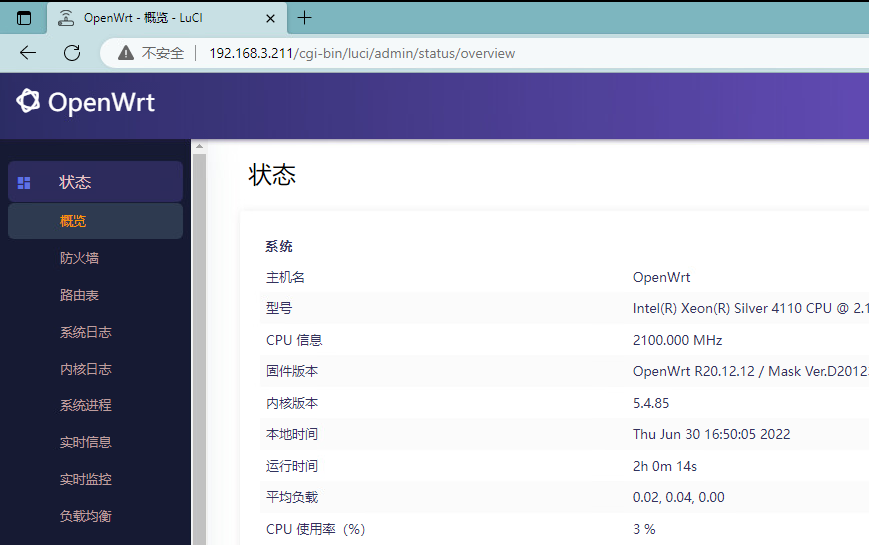 OpenWrt - 概览 - LuCI
不安全 192.168.3.211/cgi-bin/luci/admin/status/overview
OpenWrt
状态
概览
防火墙
路由表
系统日志
内核日志
系统进程
实时信息
实时监控
负载均衡
状态
系统
主机名 OpenWrt
型号 Intel(R) Xeon(R) Silver 4110 CPU @ 2.1
CPU 信息 2100.000 MHz
固件版本 OpenWrt R20.12.12 / Mask Ver.D2012
内核版本 5.4.85
本地时间 Thu Jun 30 16:50:05 2022
运行时间 2h 0m 14s
平均负载 0.02, 0.04, 0.00
CPU 使用率（%） 3 %